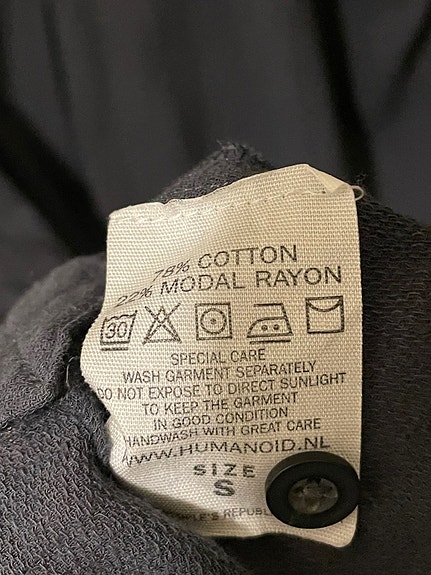 78% COTTON
22% MODAL RAYON
30
SPECIAL CARE
WASH GARMENT SEPARATELY
DO NOT EXPOSE TO DIRECT SUNLIGHT
TO KEEP THE GARMENT
IN GOOD CONDITION
HANDWASH WITH GREAT CARE
WWW.HUMANOID.NL
SIZE
S